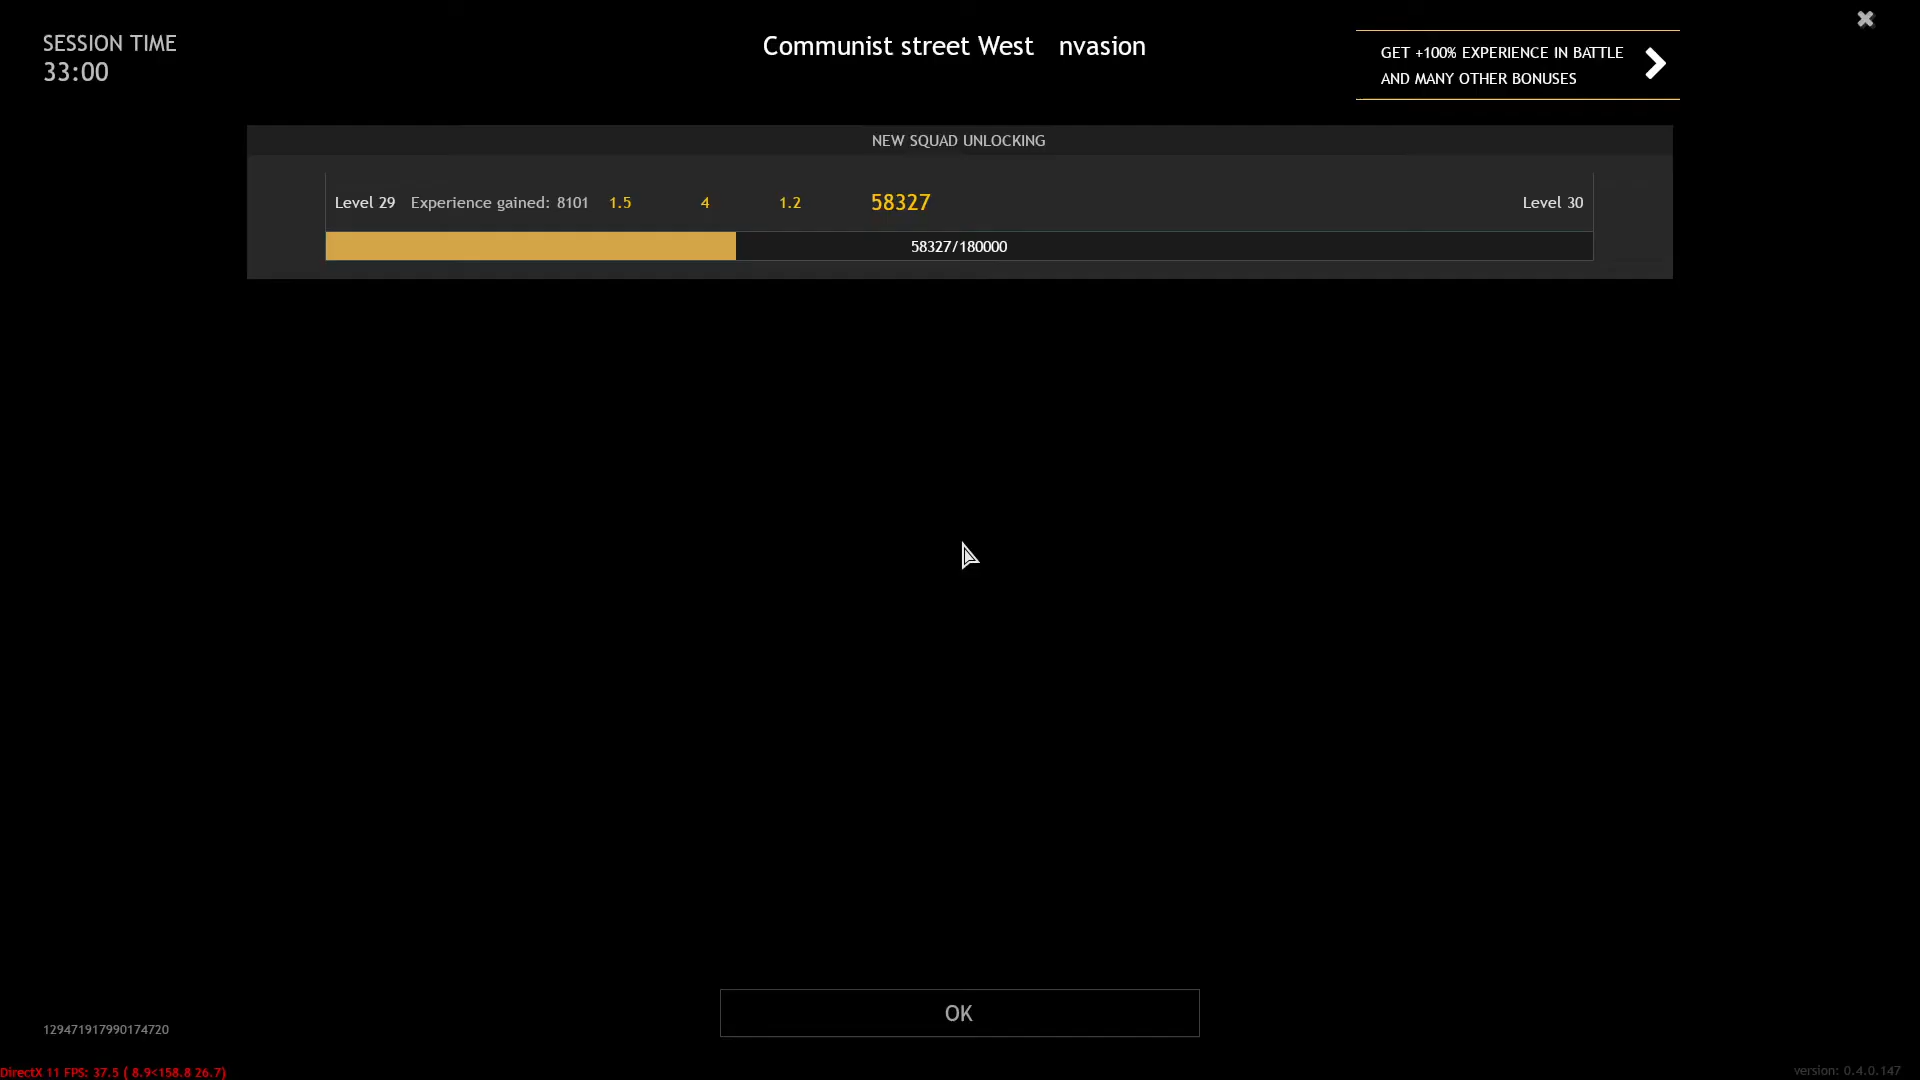 SESSION TIME
33:00
Communist street West nvasion
GET +100% EXPERIENCE IN BATTLE
AND MANY OTHER BONUSES
NEW SQUAD UNLOCKING
Level 29 Experience gained: 8101 1.5 4 1.2 58327 Level 30
58327/180000
OK
129471917990174720
DirectX 11 FPS: 37.5 ( 8.9<158.8 26.7)
version: 0.4.0.147